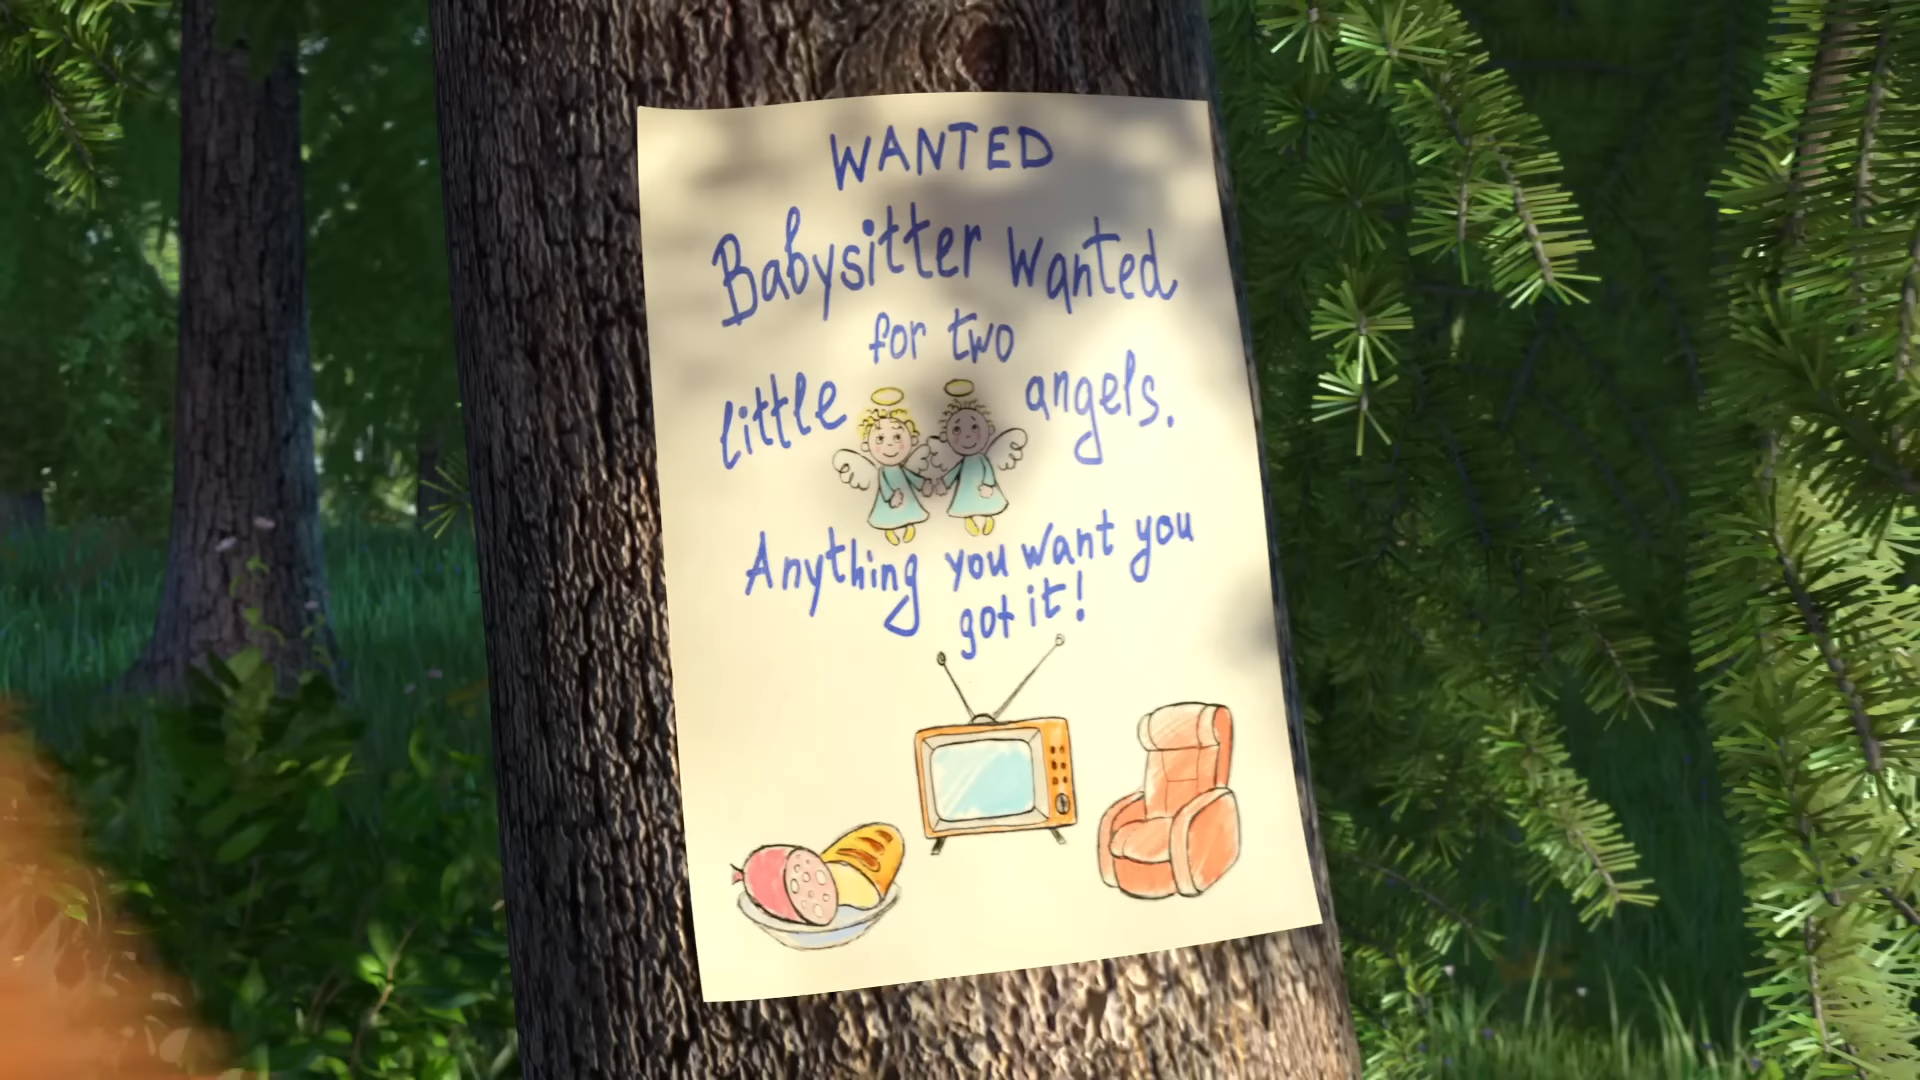 WANTED
Babysitter Wanted
for two
little angels.
Anything you want you
got it!